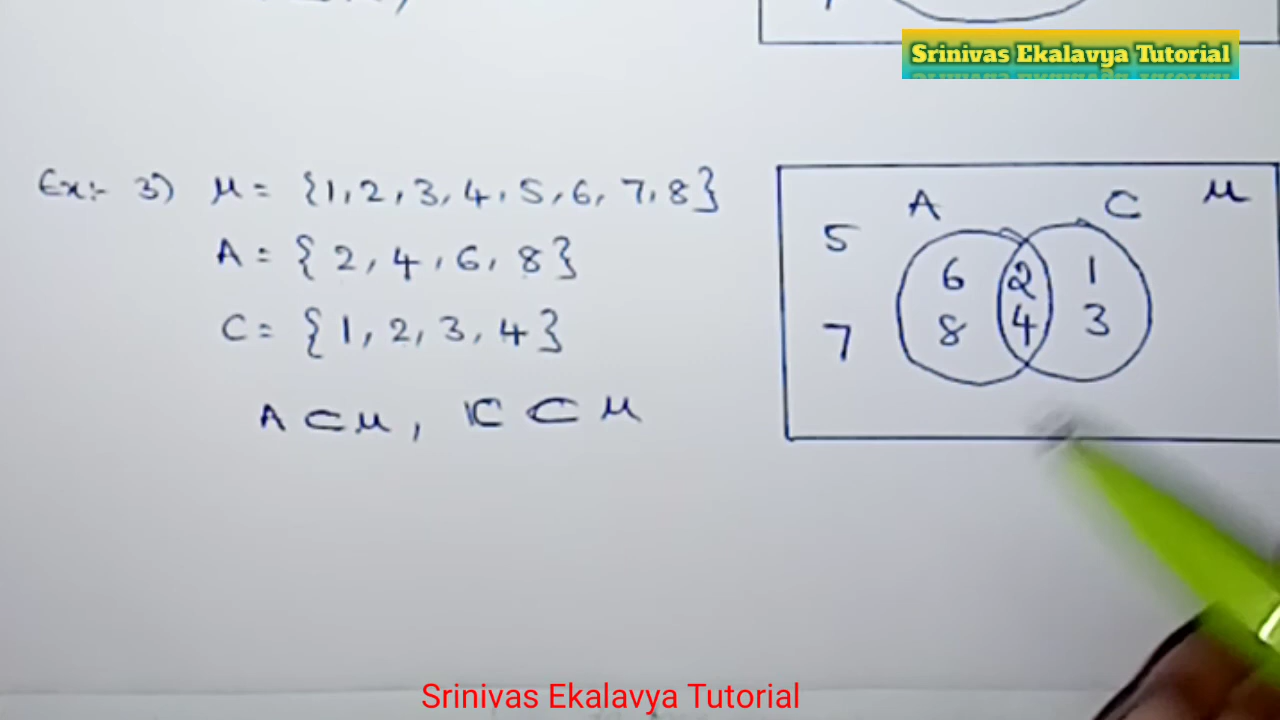 Srinivas Ekalavya Tutorial
Ex:- 3) μ = {1, 2, 3, 4, 5, 6, 7, 8}
A = {2, 4, 6, 8}
C = {1, 2, 3, 4}
A ⊂ μ, C ⊂ μ
A C μ
5 6 2 1
7 8 4 3
Srinivas Ekalavya Tutorial